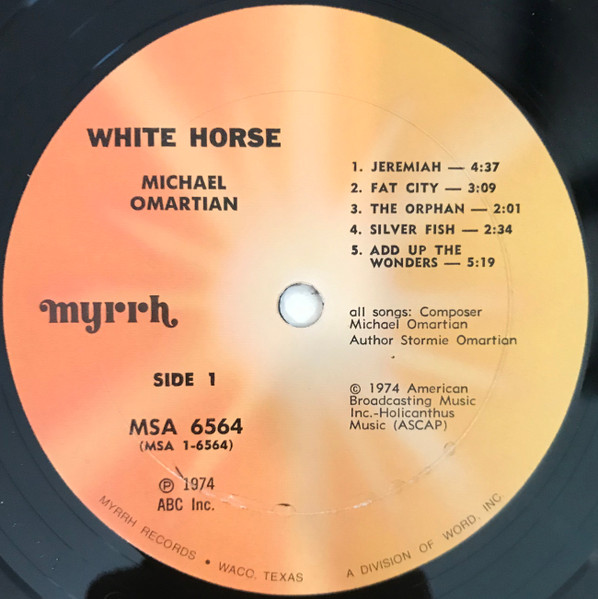 WHITE HORSE
MICHAEL
OMARTIAN
1. JEREMIAH — 4:37
2. FAT CITY — 3:09
3. THE ORPHAN — 2:01
4. SILVER FISH — 2:34
5. ADD UP THE
WONDERS — 5:19
myrrh
all songs: Composer
Michael Omartian
Author Stormie Omartian
SIDE 1
MSA 6564
(MSA 1-6564)
© 1974 American
Broadcasting Music
Inc.-Holicanthus
Music (ASCAP)
℗ 1974
ABC Inc.
MYRRH RECORDS • WACO, TEXAS A DIVISION OF WORD, INC.